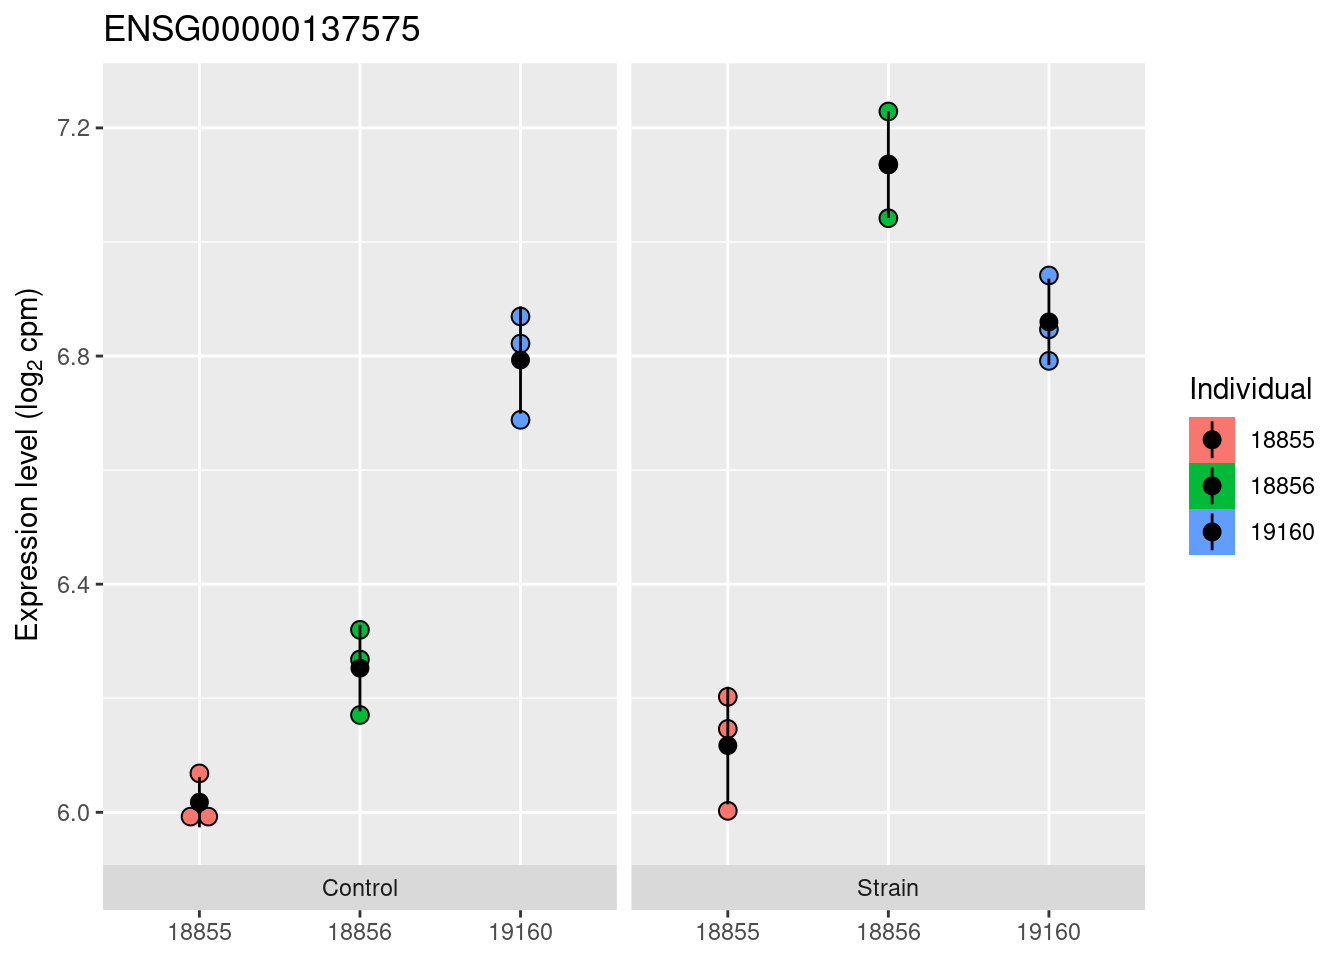 ENSG00000137575
Expression level (log₂ cpm)
7.2
6.8
6.4
6.0
Control
Strain
18855
18856
19160
18855
18856
19160
Individual
18855
18856
19160